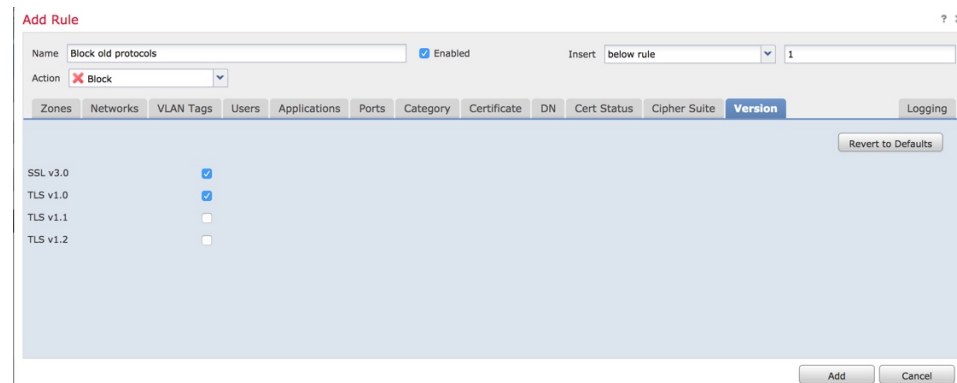 Add Rule ?
Name Block old protocols Enabled Insert below rule 1
Action Block
Zones Networks VLAN Tags Users Applications Ports Category Certificate DN Cert Status Cipher Suite Version Logging
Revert to Defaults
SSL v3.0
TLS v1.0
TLS v1.1
TLS v1.2
Add Cancel